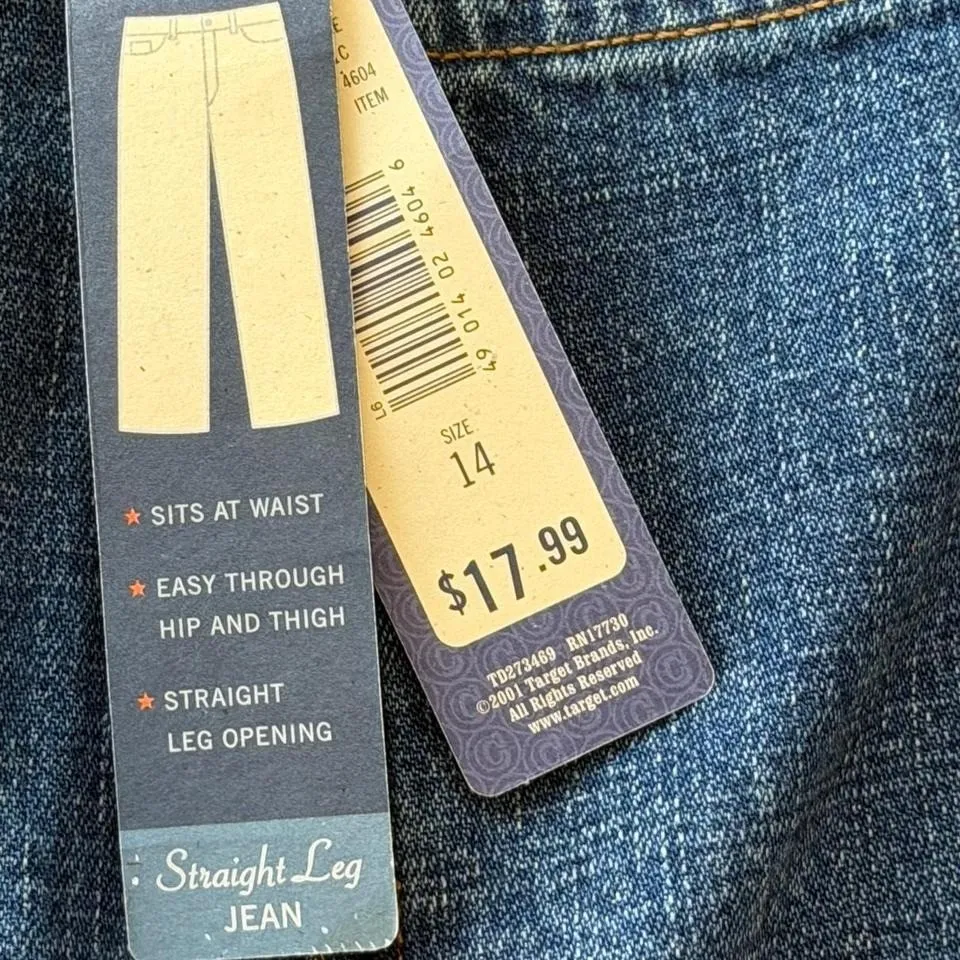 SITS AT WAIST
EASY THROUGH
HIP AND THIGH
STRAIGHT
LEG OPENING
Straight Leg
JEAN
4604
ITEM
49 014 02 4604 6
SIZE
14
$17.99
TD273469 RN17730
©2001 Target Brands, Inc.
All Rights Reserved
www.target.com